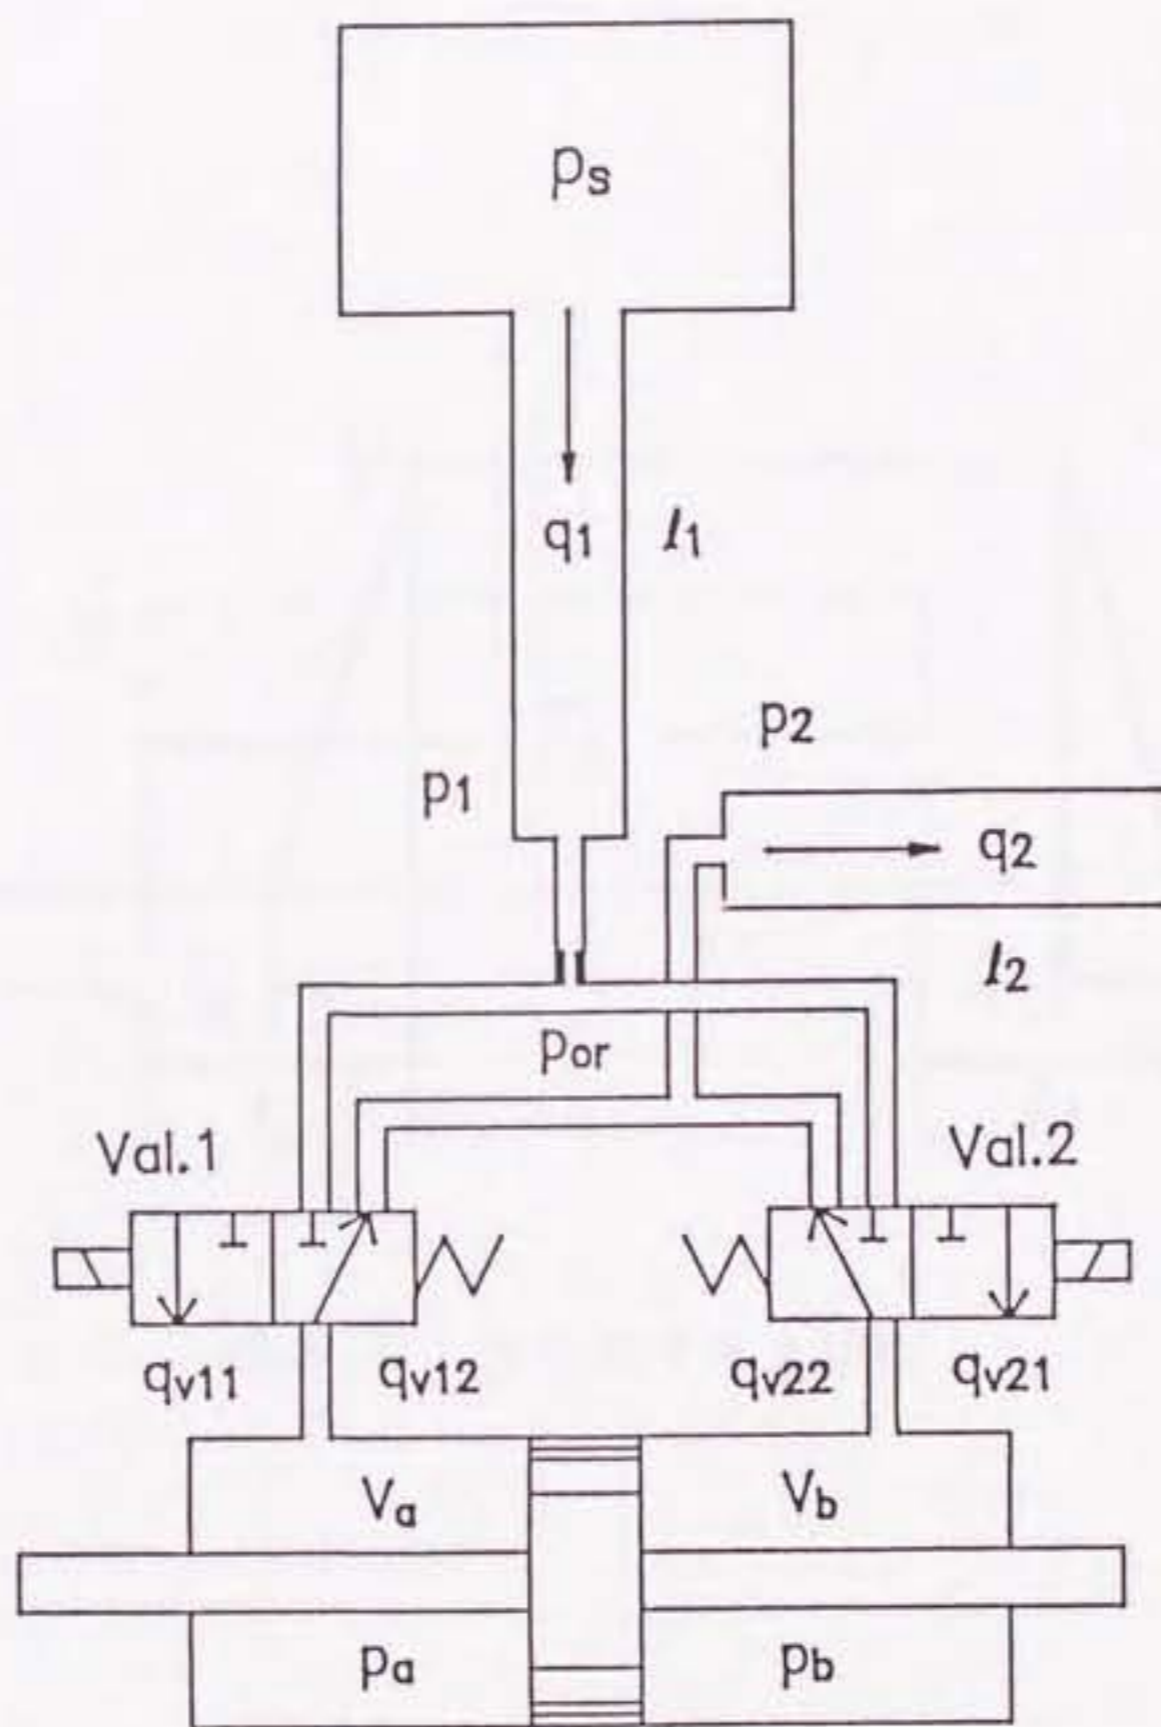 ps
q1 l1
p2
p1
q2
l2
por
Val.1 Val.2
qv11 qv12 qv22 qv21
Va Vb
pa pb